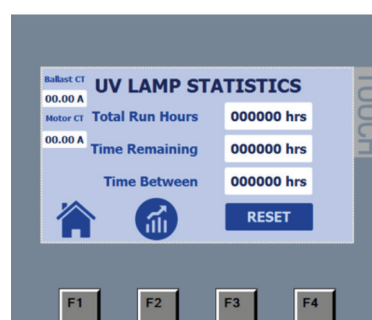 Ballast CT
00.00 A
UV LAMP STATISTICS
Motor CT
00.00 A
Total Run Hours 000000 hrs
Time Remaining 000000 hrs
Time Between 000000 hrs
RESET
TOUCH
F1 F2 F3 F4